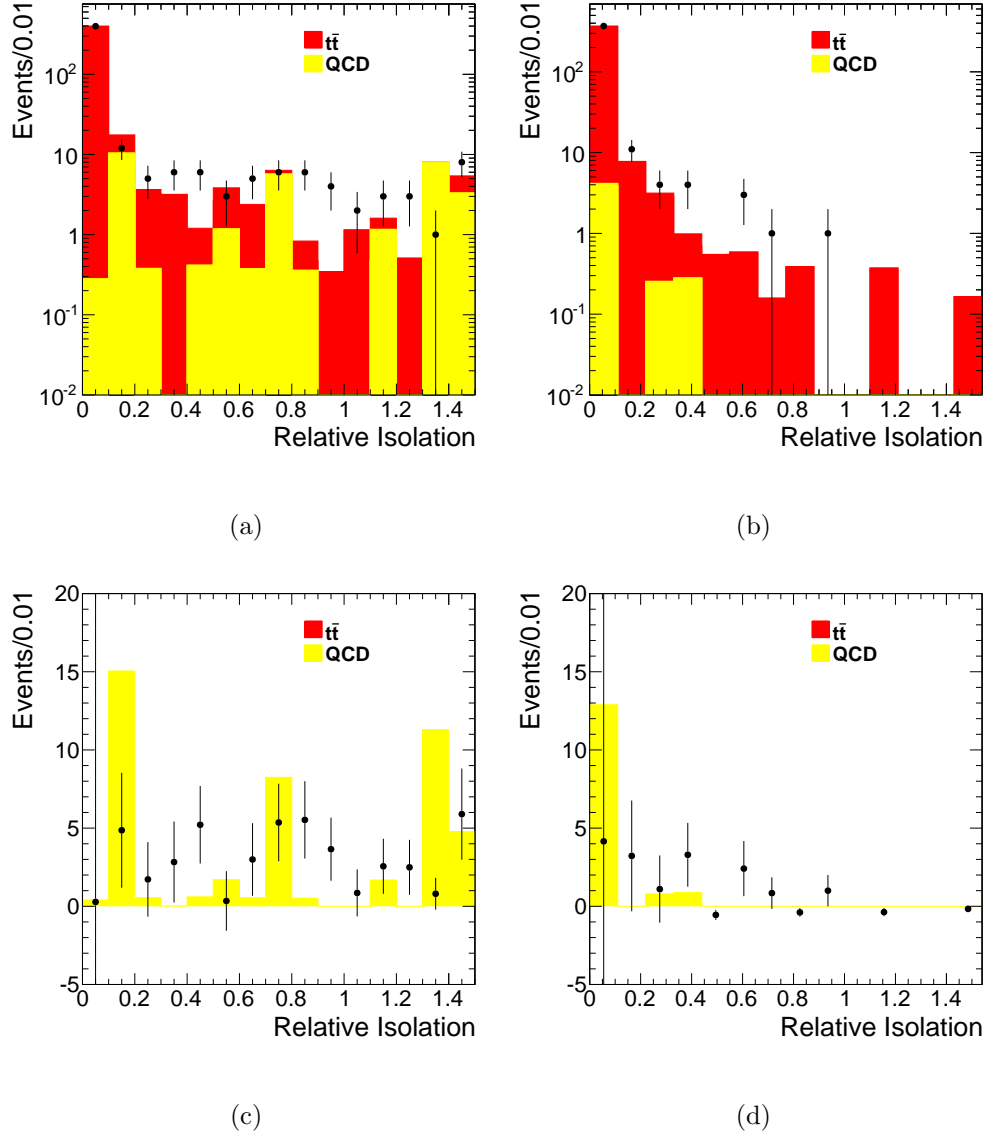 Events/0.01
10²
10
1
10⁻¹
10⁻²
tt̄
QCD
0 0.2 0.4 0.6 0.8 1 1.2 1.4
Relative Isolation
(a)
Events/0.01
10²
10
1
10⁻¹
10⁻²
tt̄
QCD
0 0.2 0.4 0.6 0.8 1 1.2 1.4
Relative Isolation
(b)
Events/0.01
20
15
10
5
0
-5
tt̄
QCD
0 0.2 0.4 0.6 0.8 1 1.2 1.4
Relative Isolation
(c)
Events/0.01
20
15
10
5
0
-5
tt̄
QCD
0 0.2 0.4 0.6 0.8 1 1.2 1.4
Relative Isolation
(d)